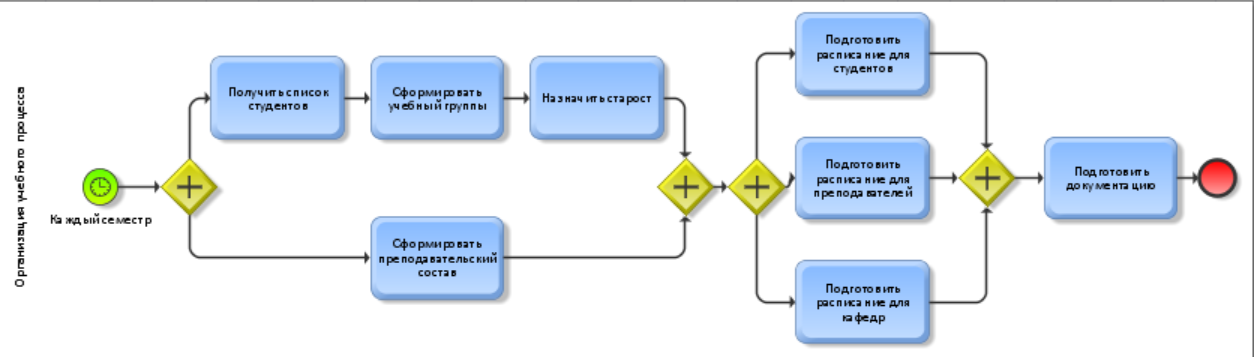 Организация учебного процесса
Каждый семестр
Получить список
студентов
Сформировать
учебный группы
Назначить старост
Сформировать
преподавательский
состав
Подготовить
расписание для
студентов
Подготовить
расписание для
преподавателей
Подготовить
расписание для
кафедр
Подготовить
документацию